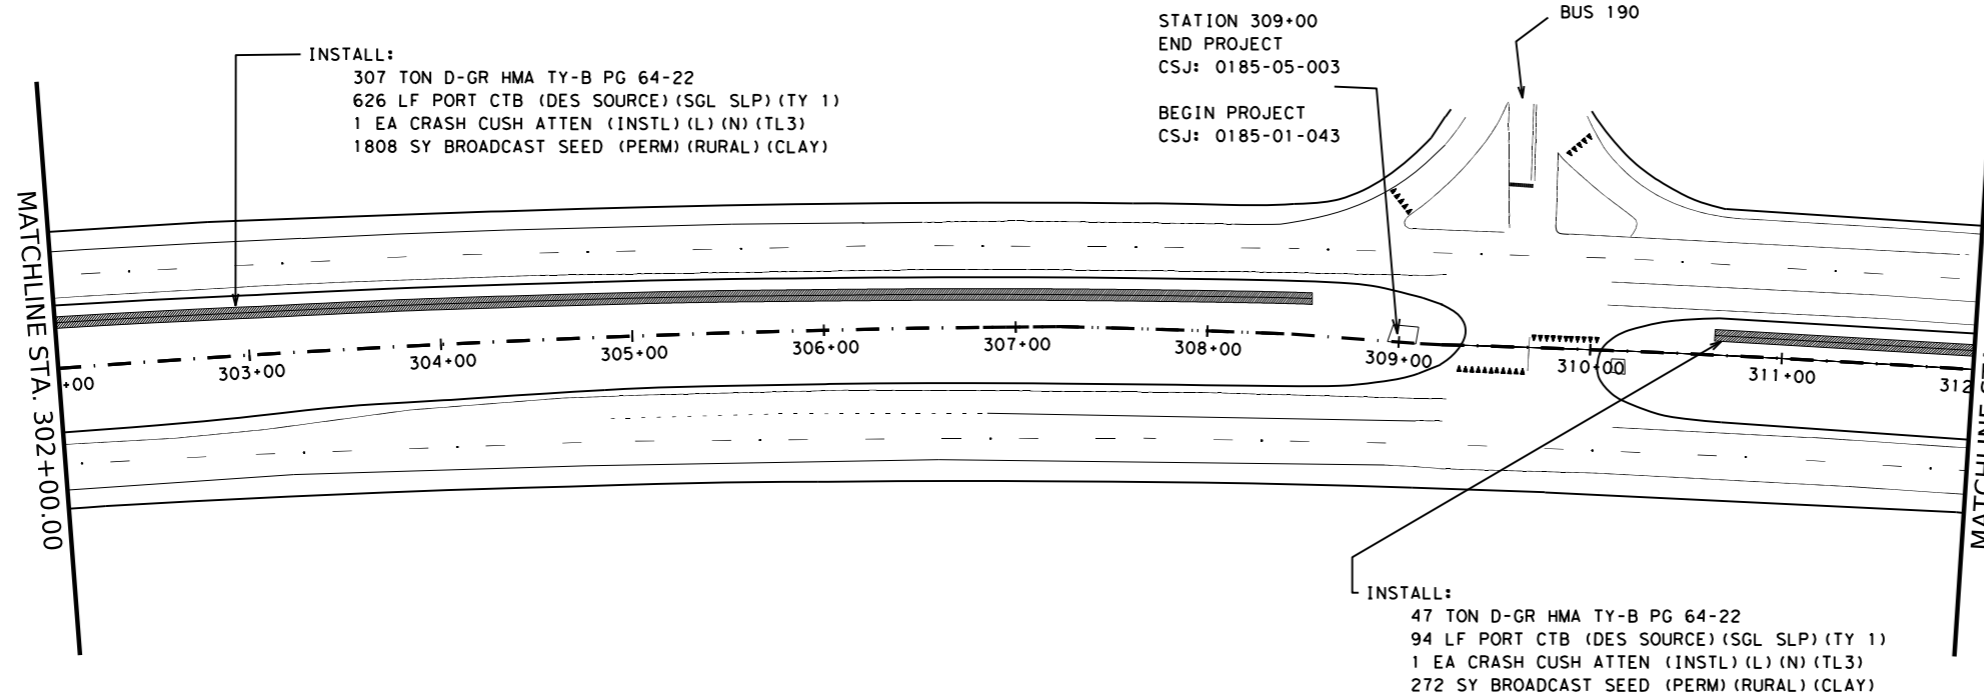 STATION 309+00
END PROJECT
CSJ: 0185-05-003
BEGIN PROJECT
CSJ: 0185-01-043
BUS 190
INSTALL:
307 TON D-GR HMA TY-B PG 64-22
626 LF PORT CTB (DES SOURCE)(SGL SLP)(TY 1)
1 EA CRASH CUSH ATTEN (INSTL)(L)(N)(TL3)
1808 SY BROADCAST SEED (PERM)(RURAL)(CLAY)
MATCHLINE STA. 302+00.00
+00
303+00
304+00
305+00
306+00
307+00
308+00
309+00
310+00
311+00
312
INSTALL:
47 TON D-GR HMA TY-B PG 64-22
94 LF PORT CTB (DES SOURCE)(SGL SLP)(TY 1)
1 EA CRASH CUSH ATTEN (INSTL)(L)(N)(TL3)
272 SY BROADCAST SEED (PERM)(RURAL)(CLAY)